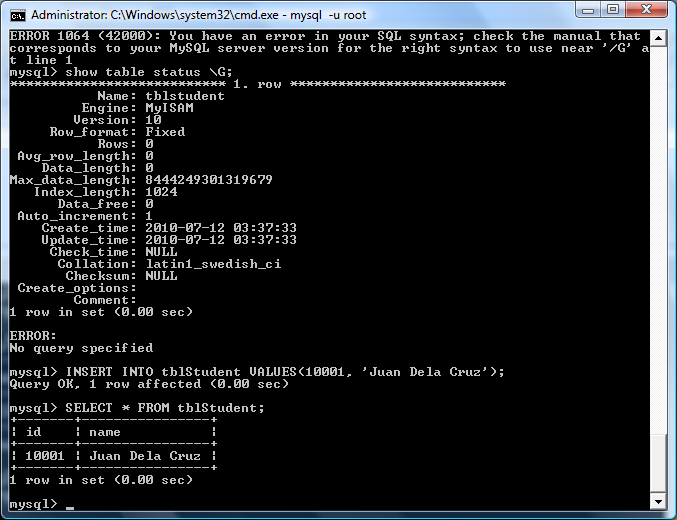 Administrator: C:\Windows\system32\cmd.exe - mysql -u root
ERROR 1064 (42000): You have an error in your SQL syntax; check the manual that
corresponds to your MySQL server version for the right syntax to use near '/G' a
t line 1
mysql> show table status \G;
*************************** 1. row ***************************
           Name: tblstudent
         Engine: MyISAM
        Version: 10
     Row_format: Fixed
           Rows: 0
 Avg_row_length: 0
    Data_length: 0
Max_data_length: 8444249301319679
   Index_length: 1024
      Data_free: 0
 Auto_increment: 1
    Create_time: 2010-07-12 03:37:33
    Update_time: 2010-07-12 03:37:33
     Check_time: NULL
      Collation: latin1_swedish_ci
       Checksum: NULL
 Create_options:
        Comment:
1 row in set (0.00 sec)
ERROR:
No query specified
mysql> INSERT INTO tblStudent VALUES(10001, 'Juan Dela Cruz');
Query OK, 1 row affected (0.00 sec)
mysql> SELECT * FROM tblStudent;
+-------+----------------+
| id    | name           |
+-------+----------------+
| 10001 | Juan Dela Cruz |
+-------+----------------+
1 row in set (0.00 sec)
mysql> _